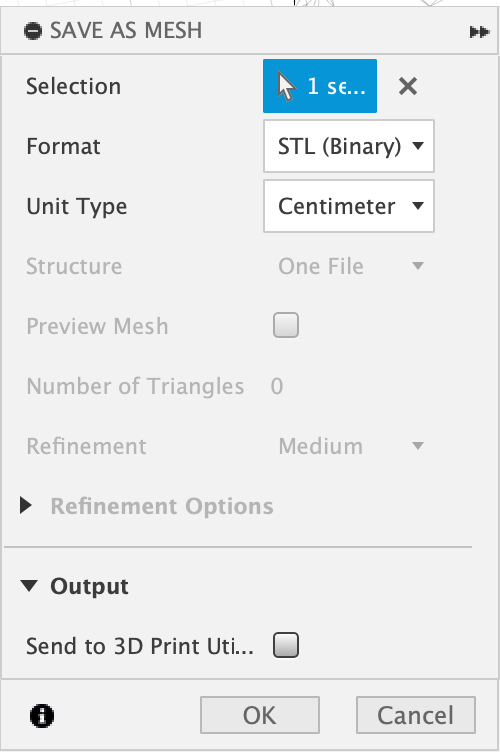 SAVE AS MESH
Selection 1 se...
Format STL (Binary)
Unit Type Centimeter
Structure One File
Preview Mesh
Number of Triangles 0
Refinement Medium
Refinement Options
Output
Send to 3D Print Uti...
OK Cancel